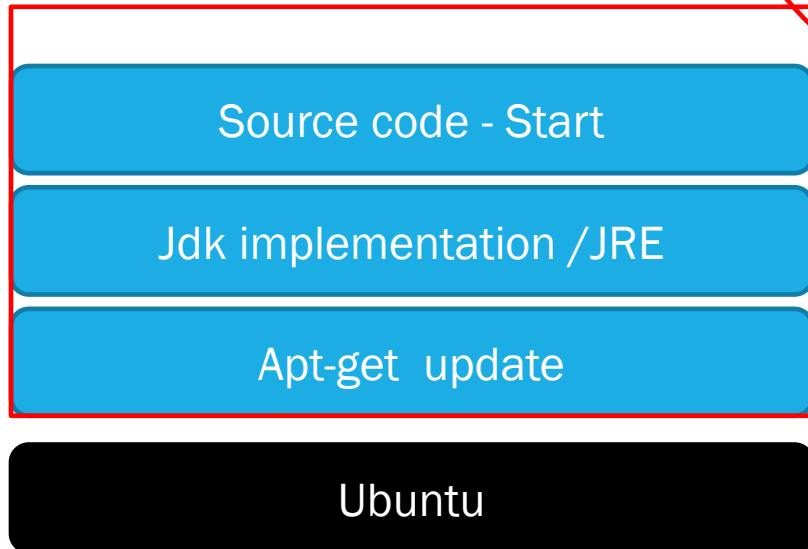 Source code - Start
Jdk implementation /JRE
Apt-get  update
Ubuntu